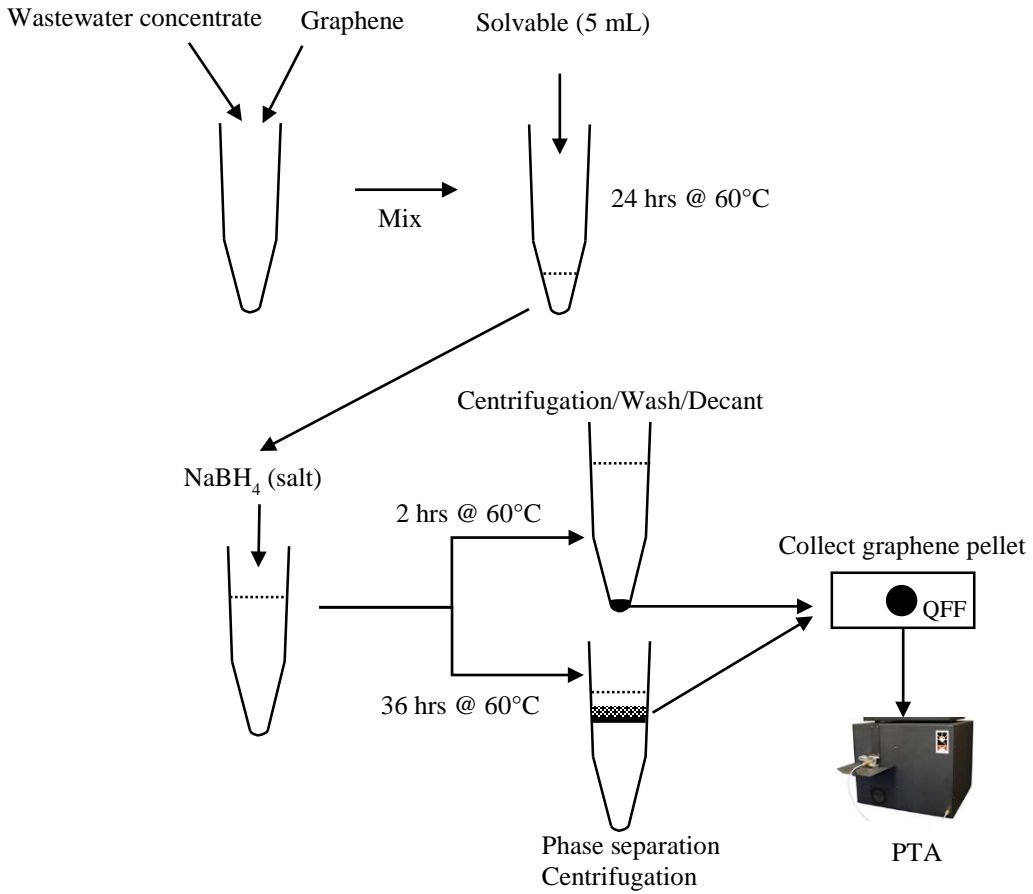 Wastewater concentrate
Graphene
Solvable (5 mL)
Mix
24 hrs @ 60°C
Centrifugation/Wash/Decant
NaBH₄ (salt)
2 hrs @ 60°C
Collect graphene pellet
QFF
36 hrs @ 60°C
Phase separation
Centrifugation
PTA